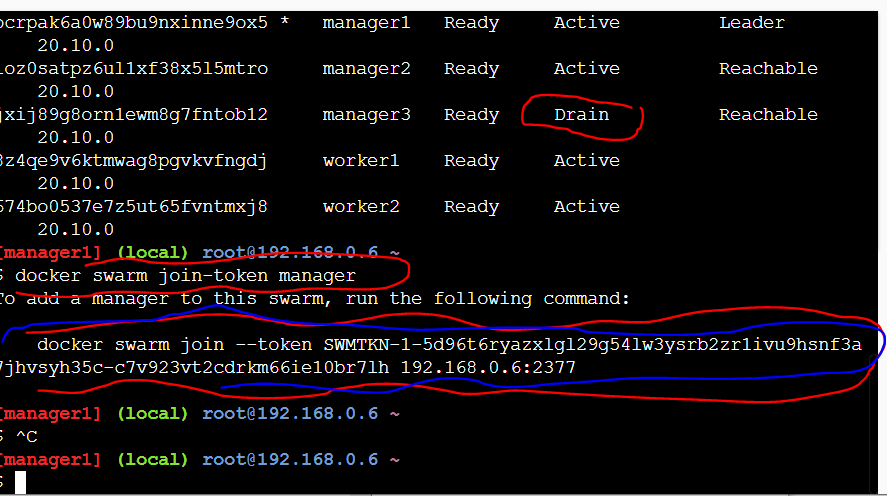 ocrpak6a0w89bu9nxinne9ox5 * manager1 Ready Active Leader
20.10.0
ioz0satpz6ul1xf38x5l5mtro manager2 Ready Active Reachable
20.10.0
jxij89g8orn1ewm8g7fntob12 manager3 Ready Drain Reachable
20.10.0
8z4qe9v6ktmwag8pgvkvfngdj worker1 Ready Active
20.10.0
674bo0537e7z5ut65fvntmxj8 worker2 Ready Active
20.10.0
[manager1] (local) root@192.168.0.6 ~
$ docker swarm join-token manager
To add a manager to this swarm, run the following command:
docker swarm join --token SWMTKN-1-5d96t6ryazxlgl29g54lw3ysrb2zr1ivu9hsnf3a
7jhvsyh35c-c7v923vt2cdrkm66ie10br7lh 192.168.0.6:2377
[manager1] (local) root@192.168.0.6 ~
$ ^C
[manager1] (local) root@192.168.0.6 ~
$